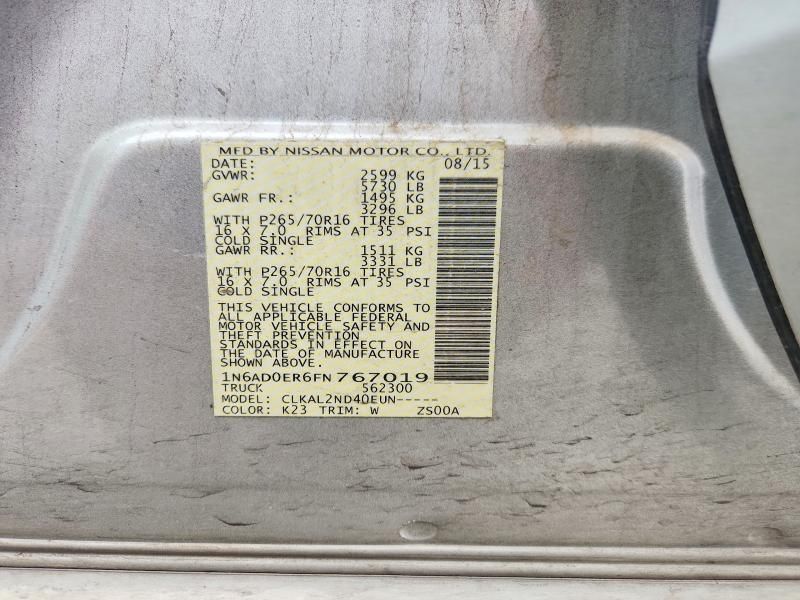 MFD BY NISSAN MOTOR CO., LTD.
DATE: 08/15
GVWR: 2599 KG
5730 LB
GAWR FR.: 1495 KG
3296 LB
WITH P265/70R16 TIRES
16 X 7.0 RIMS AT 35 PSI
COLD SINGLE
GAWR RR.: 1511 KG
3331 LB
WITH P265/70R16 TIRES
16 X 7.0 RIMS AT 35 PSI
COLD SINGLE
THIS VEHICLE CONFORMS TO
ALL APPLICABLE FEDERAL
MOTOR VEHICLE SAFETY AND
THEFT PREVENTION
STANDARDS IN EFFECT ON
THE DATE OF MANUFACTURE
SHOWN ABOVE.
1N6AD0ER6FN767019
TRUCK 562300
MODEL: CLKAL2ND40EUN-----
COLOR: K23 TRIM: W ZS00A